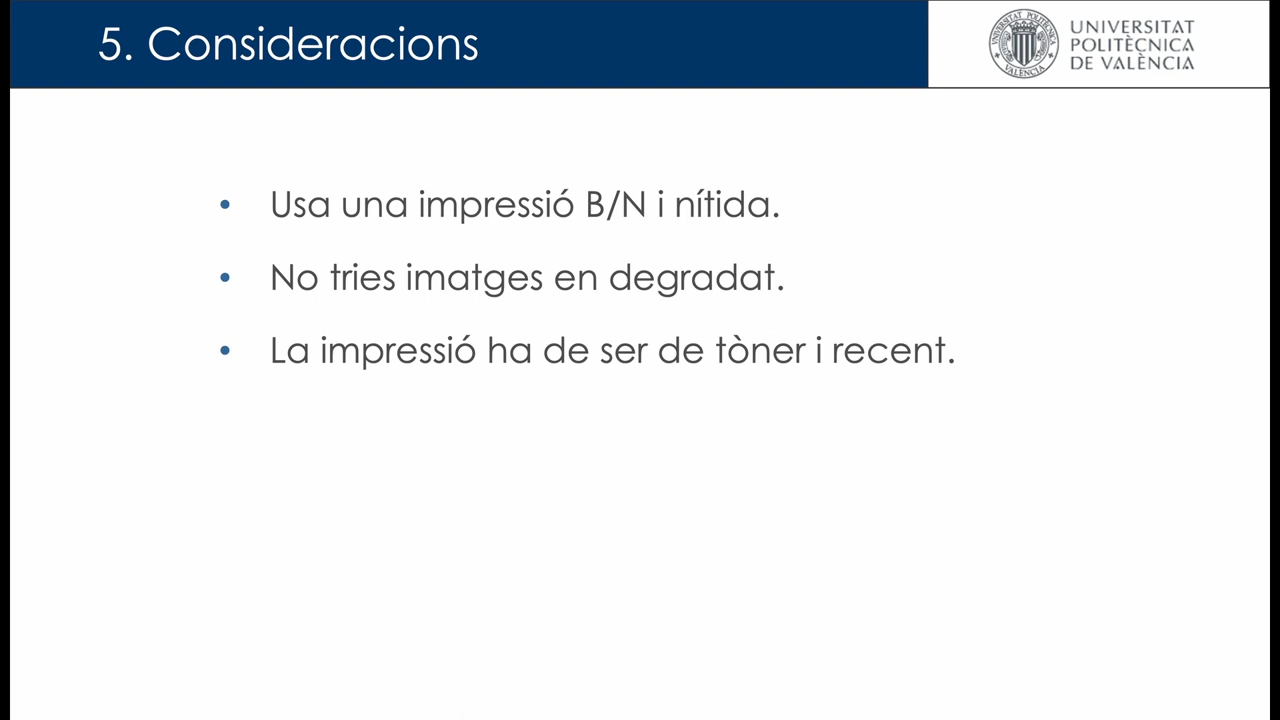 5. Consideracions
UNIVERSITAT
POLITÈCNICA
DE VALÈNCIA
• Usa una impressió B/N i nítida.
• No tries imatges en degradat.
• La impressió ha de ser de tòner i recent.